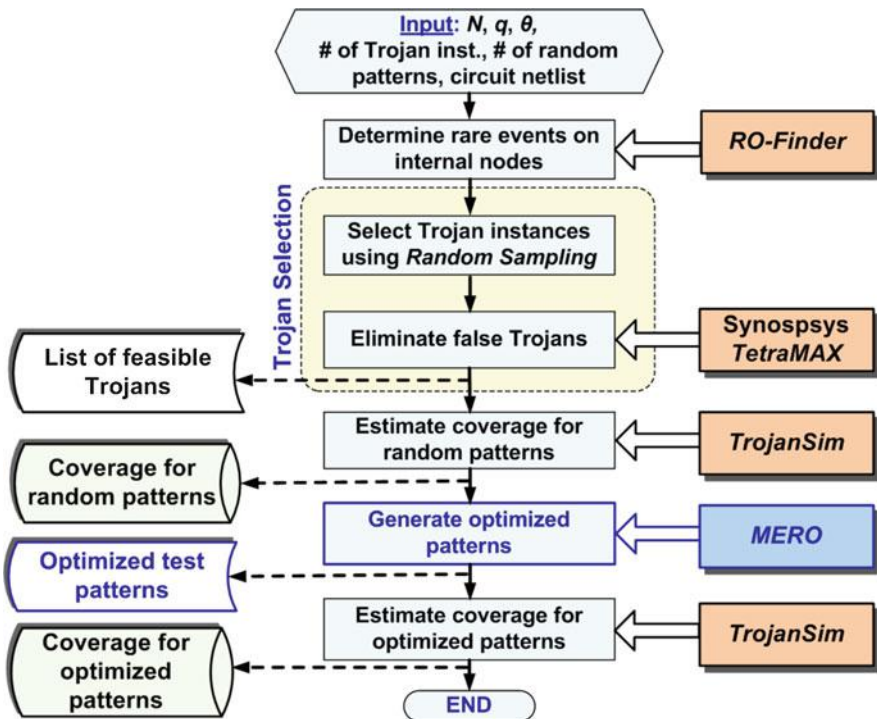 Input: N, q, θ,
# of Trojan inst., # of random
patterns, circuit netlist
Determine rare events on
internal nodes
RO-Finder
Trojan Selection
Select Trojan instances
using Random Sampling
Eliminate false Trojans
Synospsys
TetraMAX
List of feasible
Trojans
Estimate coverage for
random patterns
TrojanSim
Coverage for
random patterns
Generate optimized
patterns
MERO
Optimized test
patterns
Estimate coverage for
optimized patterns
TrojanSim
Coverage for
optimized
patterns
END